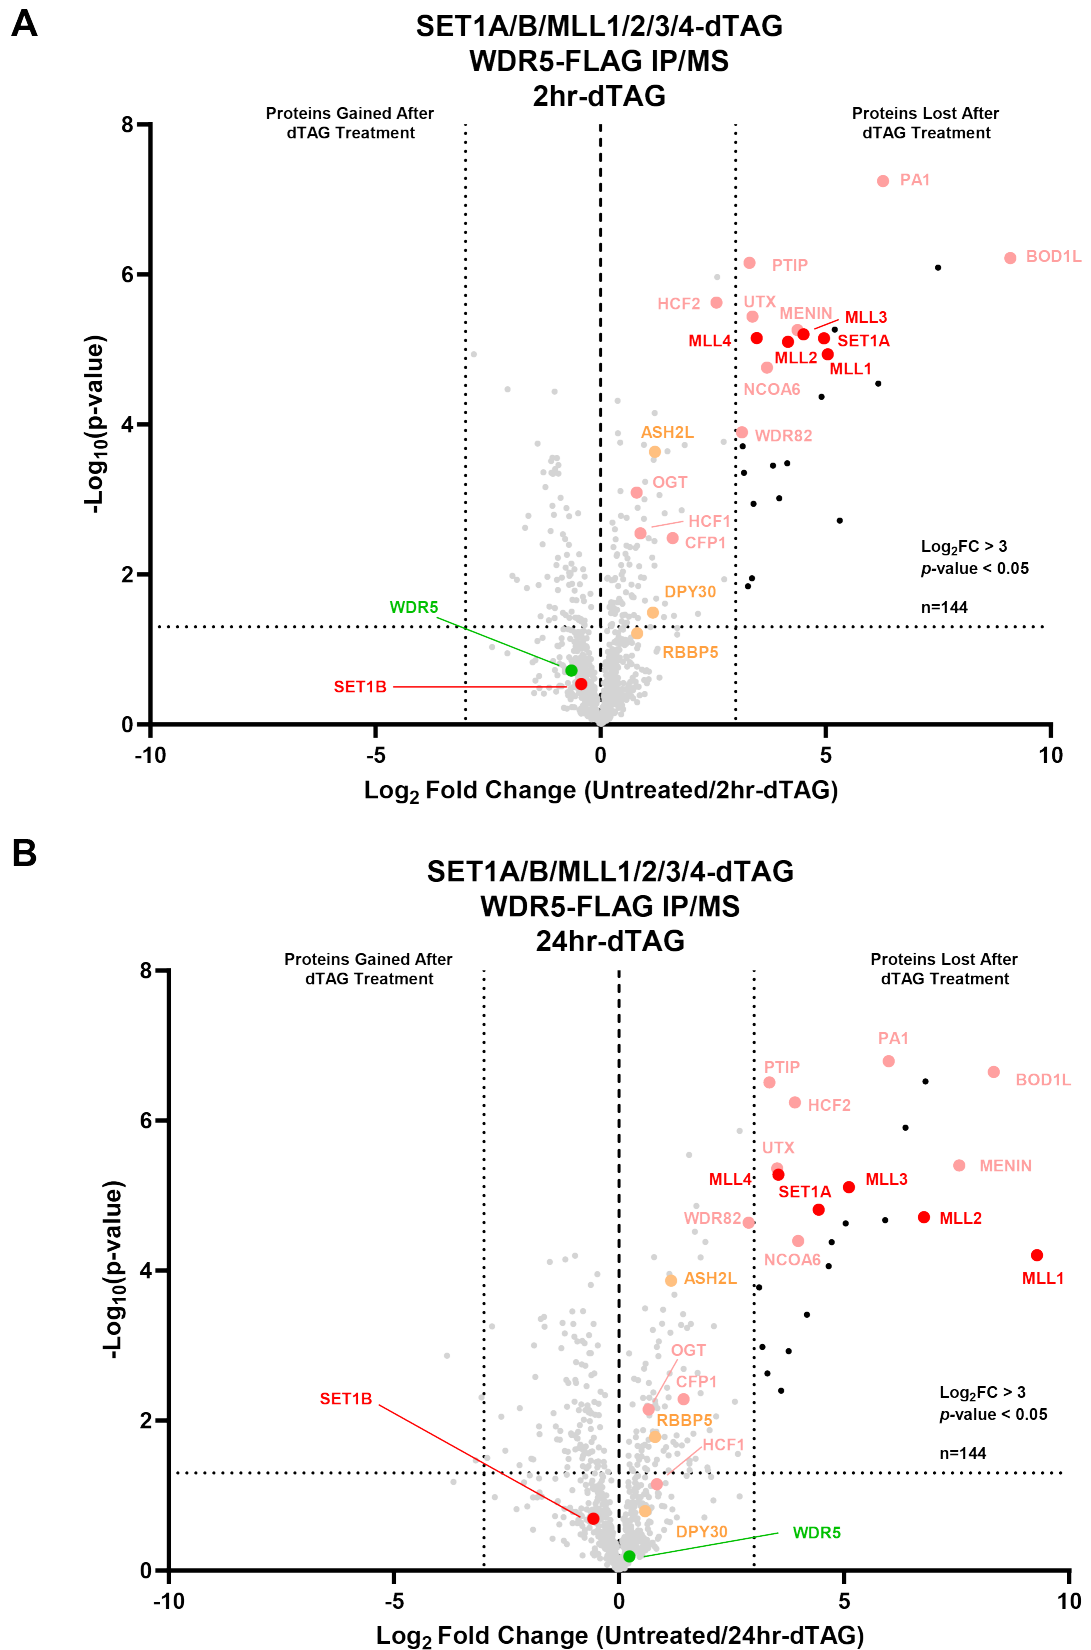 A
SET1A/B/MLL1/2/3/4-dTAG
WDR5-FLAG IP/MS
2hr-dTAG
Proteins Gained After
dTAG Treatment
Proteins Lost After
dTAG Treatment
8
6
4
2
0
-Log10(p-value)
PA1
BOD1L
PTIP
HCF2
UTX
MENIN
MLL3
MLL4
SET1A
MLL2
MLL1
NCOA6
ASH2L
WDR82
OGT
HCF1
CFP1
Log2FC > 3
p-value < 0.05
n=144
DPY30
WDR5
RBBP5
SET1B
-10
-5
0
5
10
Log2 Fold Change (Untreated/2hr-dTAG)
B
SET1A/B/MLL1/2/3/4-dTAG
WDR5-FLAG IP/MS
24hr-dTAG
Proteins Gained After
dTAG Treatment
Proteins Lost After
dTAG Treatment
8
6
4
2
0
-Log10(p-value)
PA1
PTIP
BOD1L
HCF2
UTX
MENIN
MLL4
MLL3
SET1A
WDR82
MLL2
NCOA6
ASH2L
MLL1
OGT
CFP1
SET1B
RBBP5
HCF1
Log2FC > 3
p-value < 0.05
n=144
DPY30
WDR5
-10
-5
0
5
10
Log2 Fold Change (Untreated/24hr-dTAG)